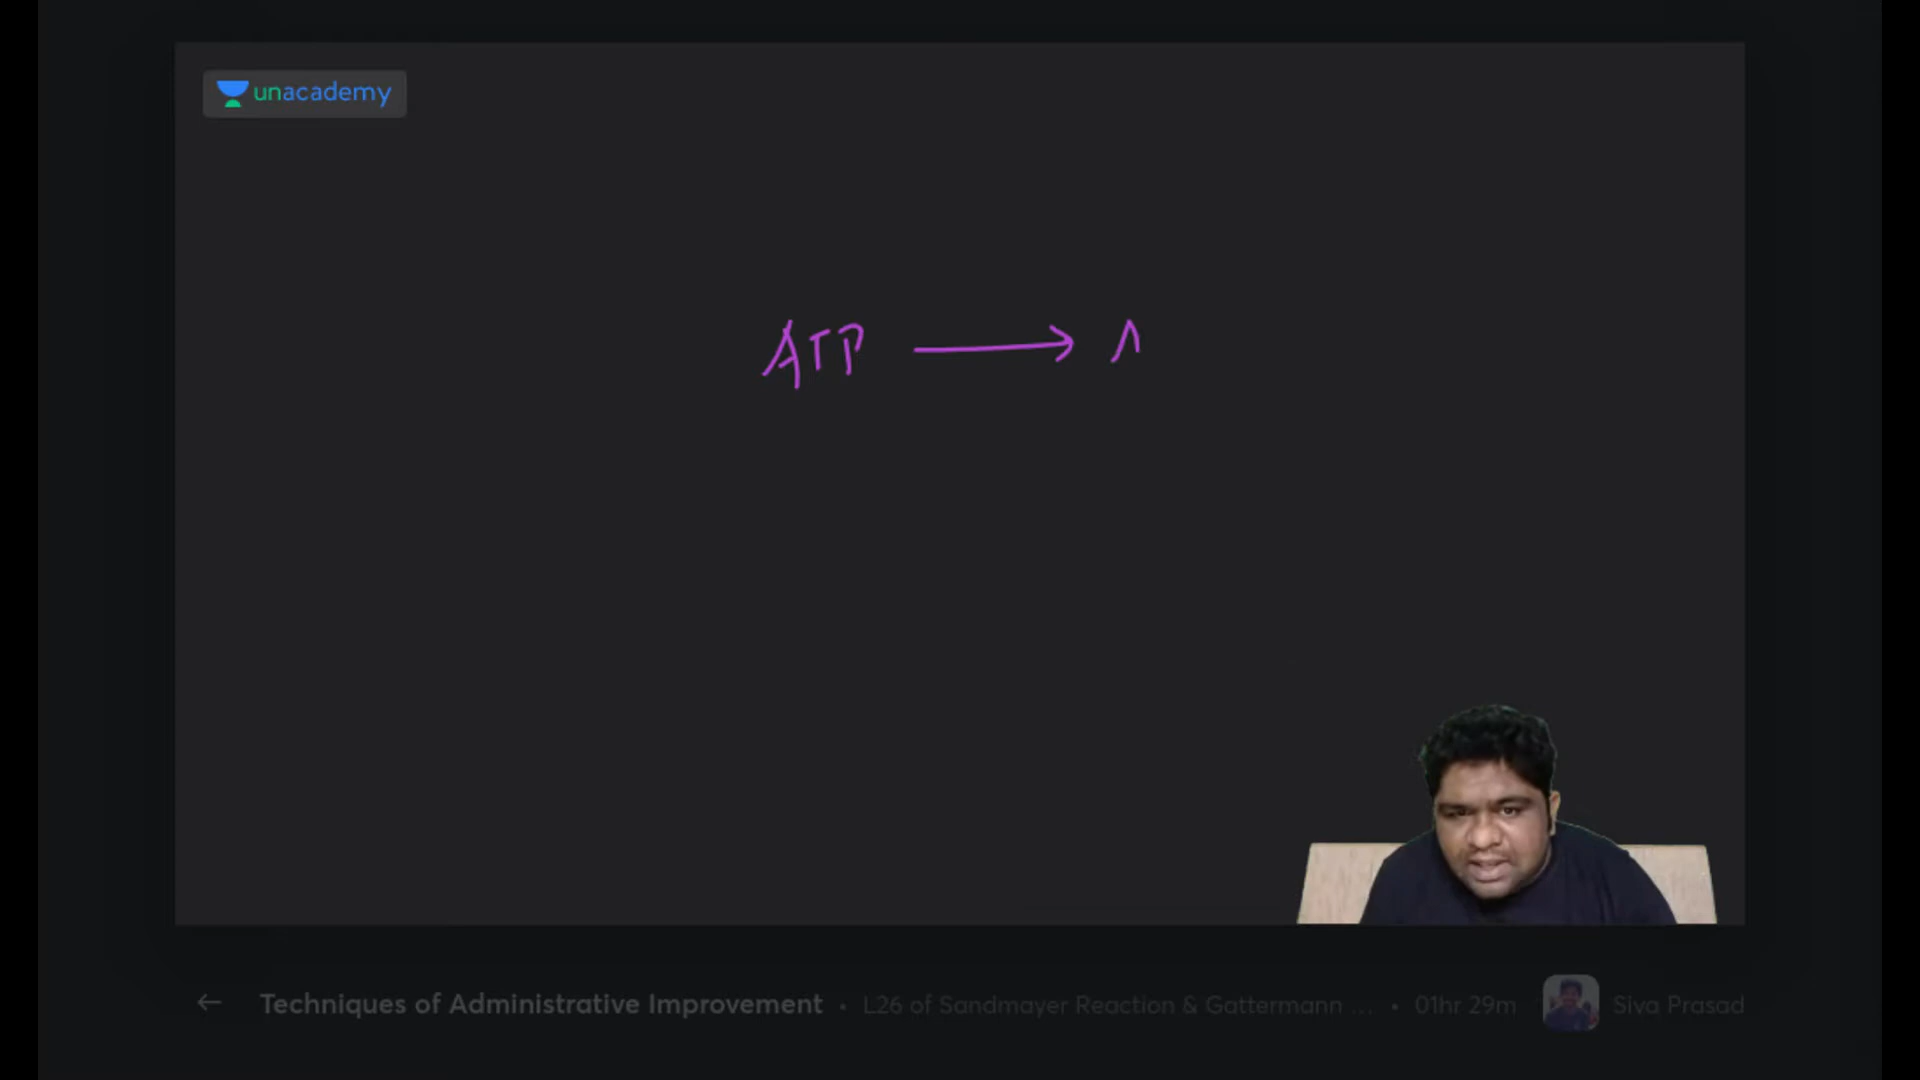 unacademy
ATP → A
Techniques of Administrative Improvement • L26 of Sandmayer Reaction & Gattermann ... • 01hr 29m Siva Prasad